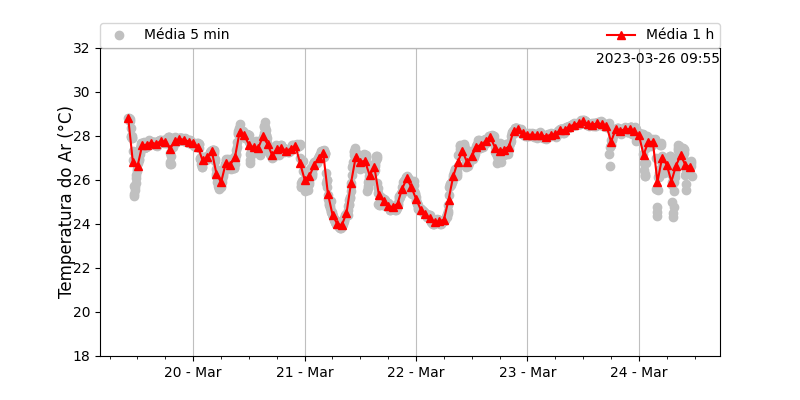 Média 5 min
Média 1 h
2023-03-26 09:55
Temperatura do Ar (°C)
32
30
28
26
24
22
20
18
20 - Mar
21 - Mar
22 - Mar
23 - Mar
24 - Mar